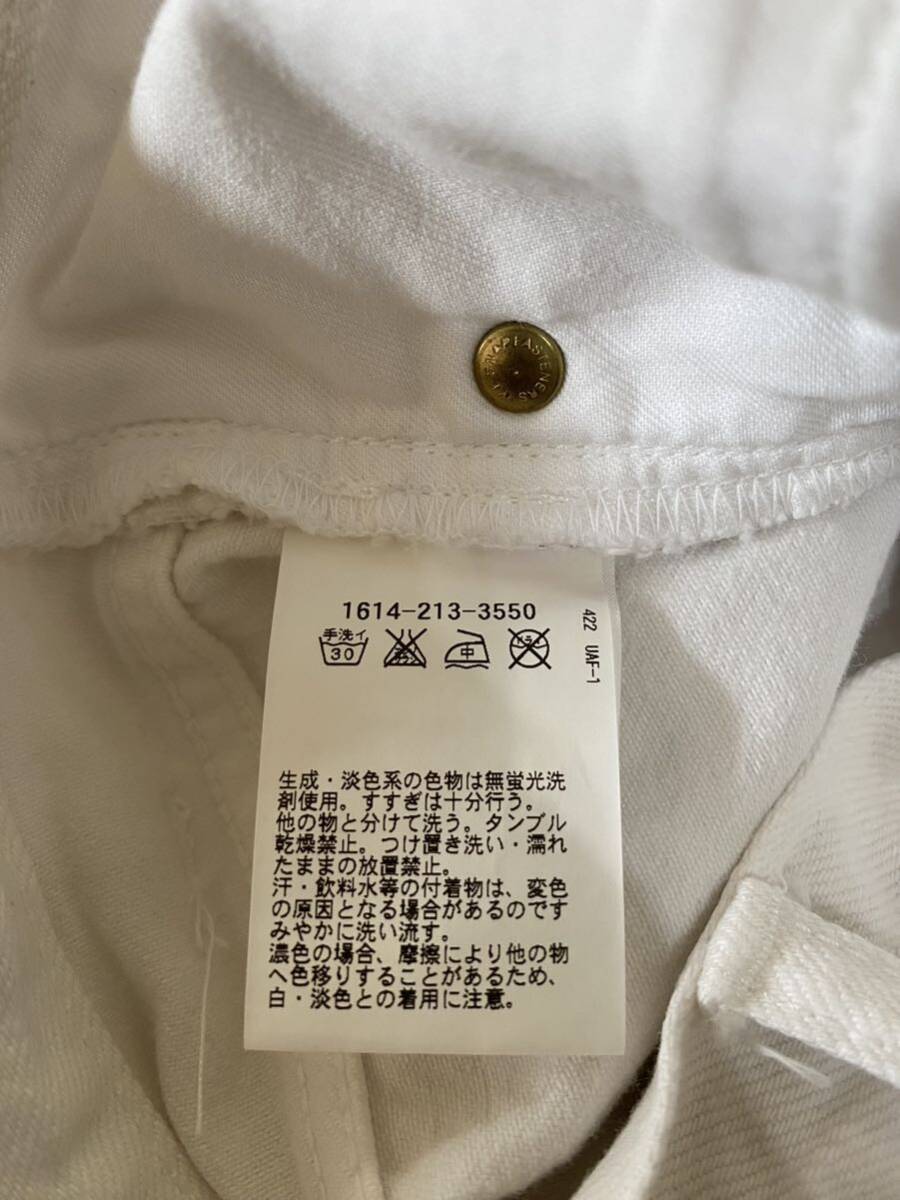 FASTENERS
1614-213-3550
手洗イ
30
中
ドライ
422 UAF-1
生成・淡色系の色物は無蛍光洗
剤使用。すすぎは十分行う。
他の物と分けて洗う。タンブル
乾燥禁止。つけ置き洗い・濡れ
たままの放置禁止。
汗・飲料水等の付着物は、変色
の原因となる場合があるのです
みやかに洗い流す。
濃色の場合、摩擦により他の物
へ色移りすることがあるため、
白・淡色との着用に注意。